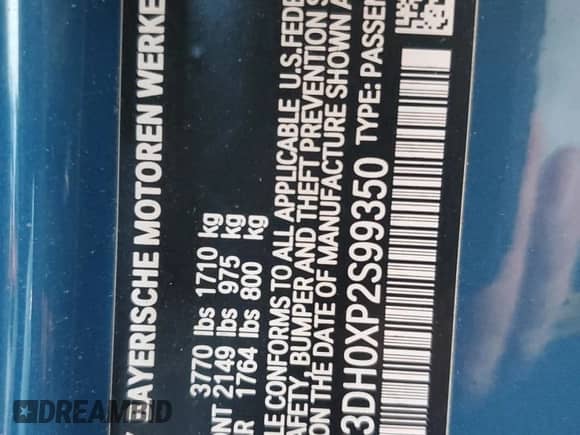 BAYERISCHE MOTOREN WERKE
3770 lbs 1710 kg
ONT 2149 lbs 975 kg
R 1764 lbs 800 kg
LE CONFORMS TO ALL APPLICABLE U.S.FEDE
AFETY, BUMPER AND THEFT PREVENTION S
ON THE DATE OF MANUFACTURE SHOWN A
3DH0XP2S99350 TYPE: PASSEN
DREAMBID